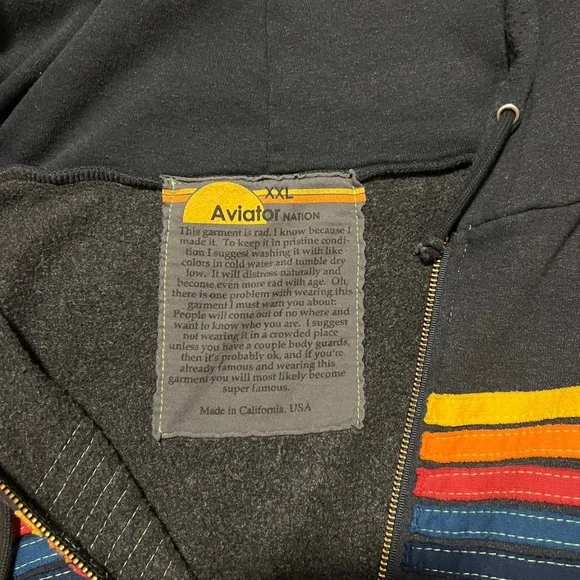 XXL
Aviator NATION
This garment is rad, I know because I
made it. To keep it in pristine condi-
tion I suggest washing it with like
colors in cold water and tumble dry
low. It will distress naturally and
become even more rad with age. Oh,
there is one problem with wearing this
garment I must warn you about:
People will come out of no where and
want to know who you are. I suggest
not wearing it in a crowded place
unless you have a couple body guards,
then it's probably ok, and if you're
already famous and wearing this
garment you will most likely become
super famous.
Made in California, USA